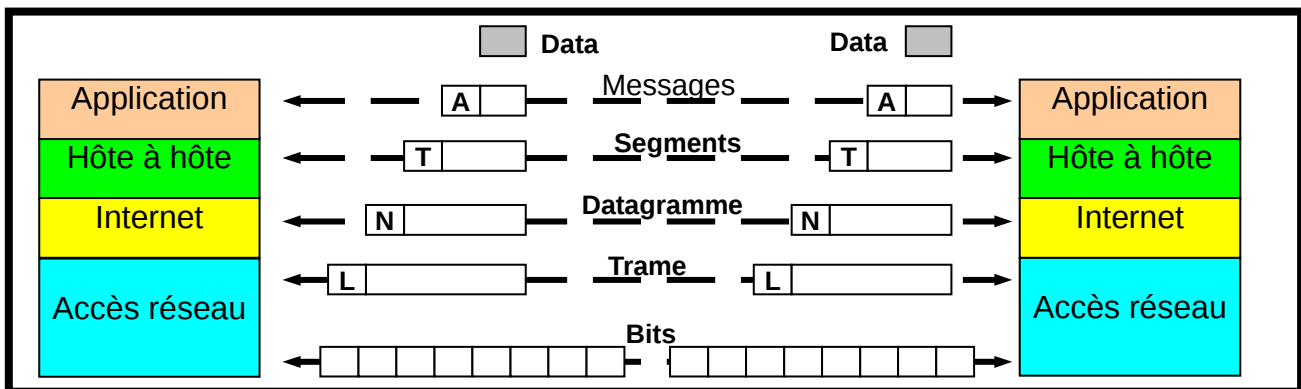 Data Data
Application A Messages A Application
Hôte à hôte T Segments T Hôte à hôte
Internet N Datagramme N Internet
L Trame L
Accès réseau Accès réseau
Bits